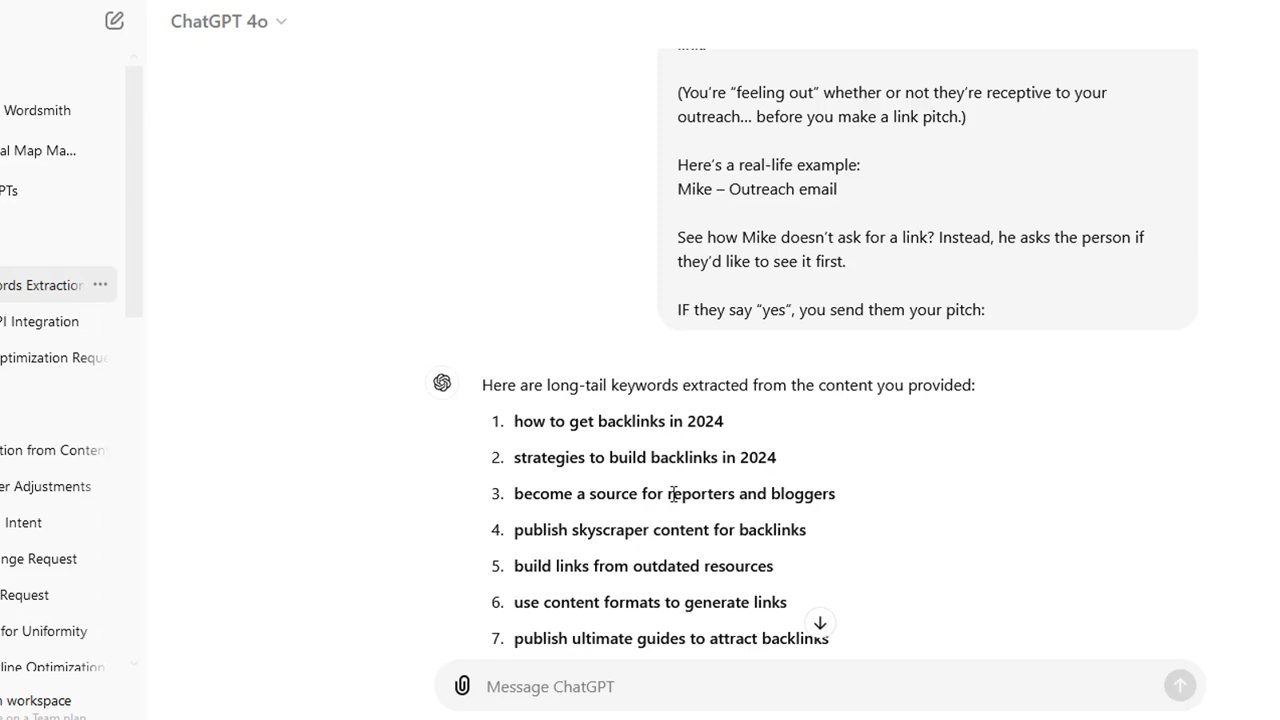 ChatGPT 4o
Wordsmith
al Map Ma...
PTs
ords Extraction
PI Integration
ptimization Reque
tion from Conten
er Adjustments
Intent
nge Request
Request
for Uniformity
line Optimization
n workspace
e on a Team plan
(You're “feeling out” whether or not they're receptive to your
outreach… before you make a link pitch.)
Here's a real-life example:
Mike – Outreach email
See how Mike doesn't ask for a link? Instead, he asks the person if
they'd like to see it first.
IF they say “yes”, you send them your pitch:
Here are long-tail keywords extracted from the content you provided:
1. how to get backlinks in 2024
2. strategies to build backlinks in 2024
3. become a source for reporters and bloggers
4. publish skyscraper content for backlinks
5. build links from outdated resources
6. use content formats to generate links
7. publish ultimate guides to attract backlinks
Message ChatGPT